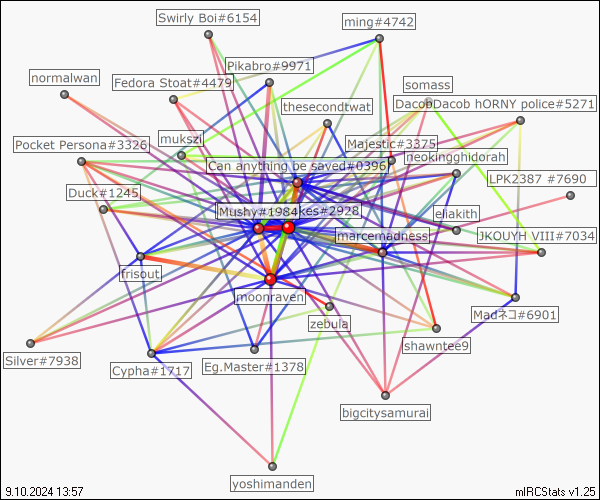 Swirly Boi#6154
ming#4742
Pikabro#9971
normalwan
Fedora Stoat#4479
somass
thesecondtwat
DacobDacob hORNY police#5271
mukszi
Majestic#3375
Pocket Persona#3326
neokingghidorah
Can anything be saved#0396
LPK2387 #7690
Duck#1245
Mushy#1984
kes#2928
eliakith
marcemadness
JKOUYH VIII#7034
frisout
moonraven
Madネコ#6901
zebula
shawntee9
Silver#7938
Cypha#1717
Eg.Master#1378
bigcitysamurai
yoshimanden
9.10.2024 13:57
mIRCStats v1.25